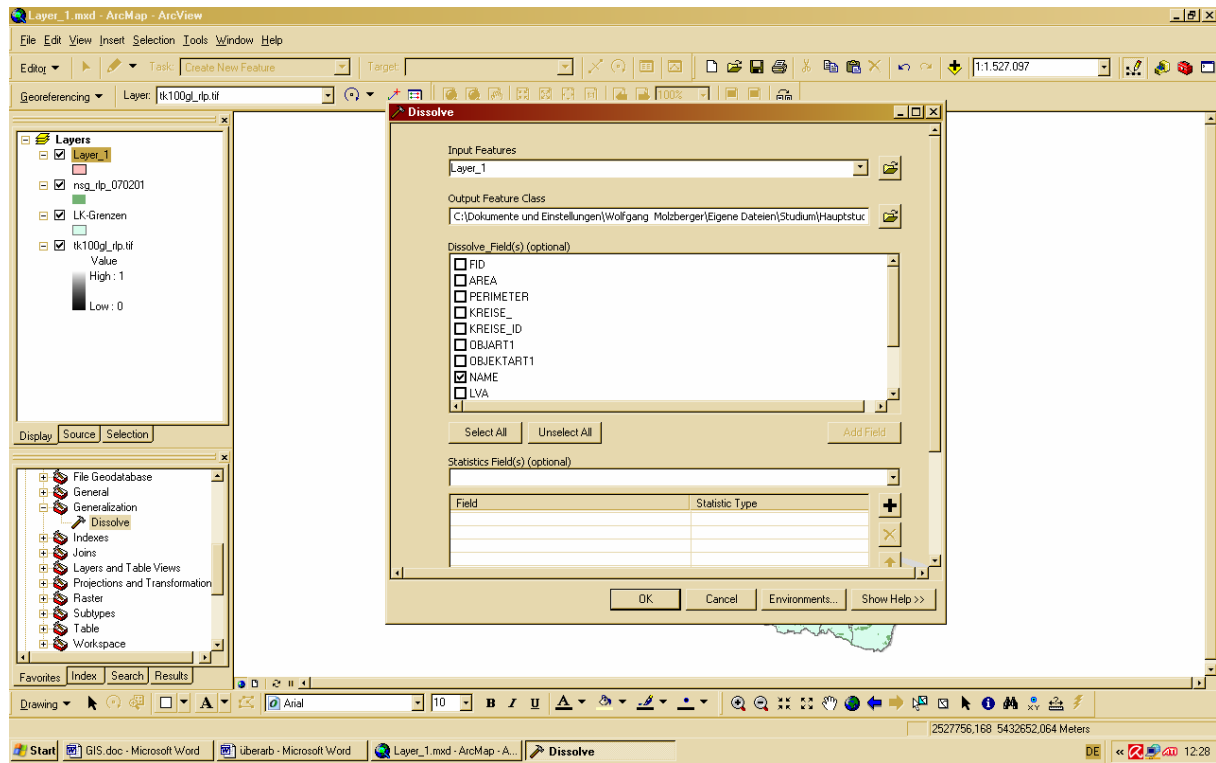 Layer_1.mxd - ArcMap - ArcView
File Edit View Insert Selection Tools Window Help
Editor Task: Create New Feature Target: 1:1.527.097
Georeferencing Layer: tk100gl_rlp.tif 100%
Layers
Layer_1
nsg_rlp_070201
LK-Grenzen
tk100gl_rlp.tif
Value
High : 1
Low : 0
Display Source Selection
File Geodatabase
General
Generalization
Dissolve
Indexes
Joins
Layers and Table Views
Projections and Transformation
Raster
Subtypes
Table
Workspace
Favorites Index Search Results
Dissolve
Input Features
Layer_1
Output Feature Class
C:\Dokumente und Einstellungen\Wolfgang Molzberger\Eigene Dateien\Studium\Hauptstuc
Dissolve_Field(s) (optional)
FID
AREA
PERIMETER
KREISE_
KREISE_ID
OBJART1
OBJEKTART1
NAME
LVA
Select All Unselect All Add Field
Statistics Field(s) (optional)
Field Statistic Type
OK Cancel Environments... Show Help >>
Drawing A Arial 10 B I U A
2527756,168 5432652,064 Meters
Start GIS.doc - Microsoft Word überarb - Microsoft Word Layer_1.mxd - ArcMap - A... Dissolve DE « 12:28